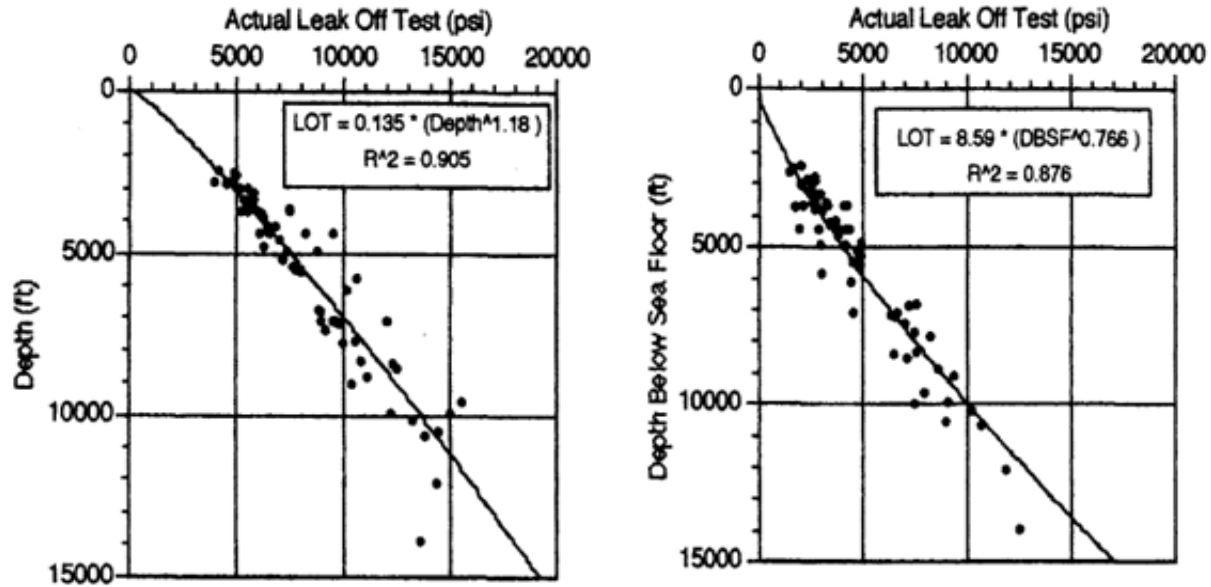 Actual Leak Off Test (psi)
0 5000 10000 15000 20000
0
LOT = 0.135 * (Depth^1.18 )
R^2 = 0.905
5000
10000
15000
Depth (ft)
Actual Leak Off Test (psi)
0 5000 10000 15000 20000
0
LOT = 8.59 * (DBSF^0.766 )
R^2 = 0.876
5000
10000
15000
Depth Below Sea Floor (ft)